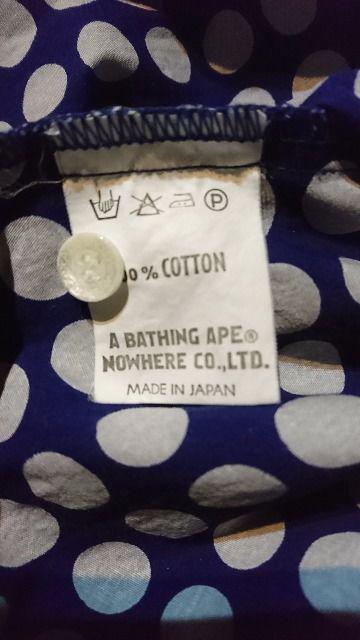 P
0 % COTTON
A BATHING APE®
NOWHERE CO.,LTD.
MADE IN JAPAN